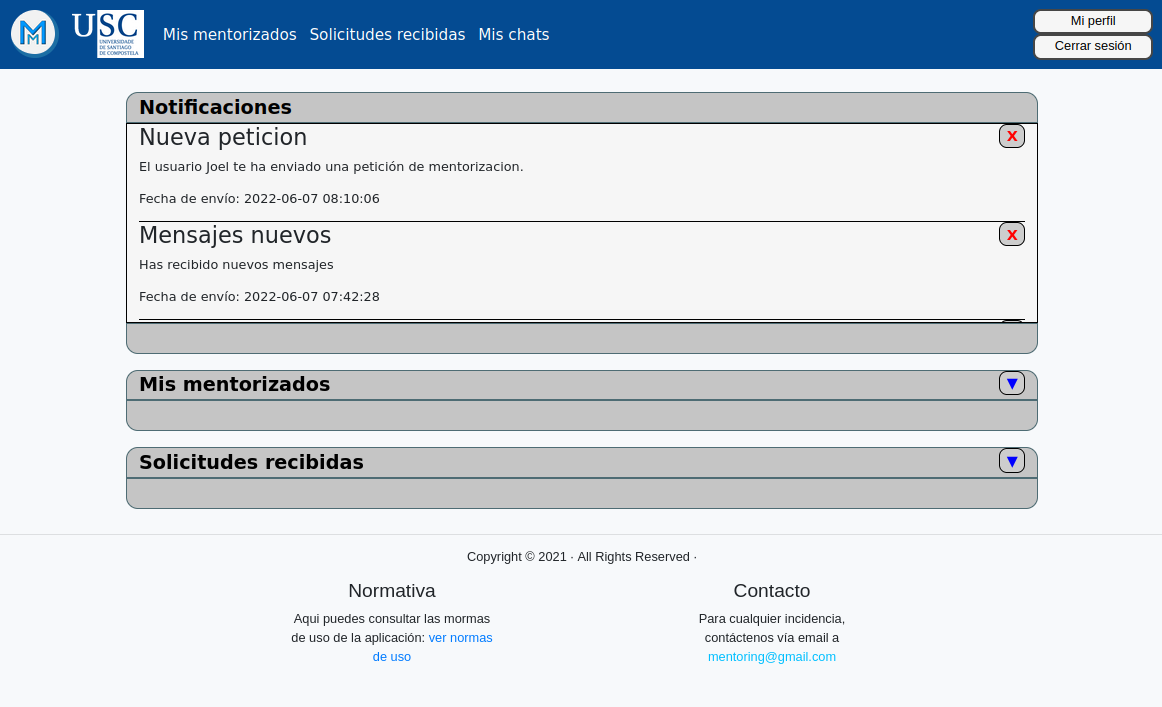 M
USC
UNIVERSIDADE
DE SANTIAGO
DE COMPOSTELA
Mis mentorizados Solicitudes recibidas Mis chats
Mi perfil
Cerrar sesión
Notificaciones
Nueva peticion
X
El usuario Joel te ha enviado una petición de mentorizacion.
Fecha de envío: 2022-06-07 08:10:06
Mensajes nuevos
X
Has recibido nuevos mensajes
Fecha de envío: 2022-06-07 07:42:28
Mis mentorizados
▼
Solicitudes recibidas
▼
Copyright © 2021 · All Rights Reserved ·
Normativa
Aqui puedes consultar las mormas
de uso de la aplicación: ver normas
de uso
Contacto
Para cualquier incidencia,
contáctenos vía email a
mentoring@gmail.com